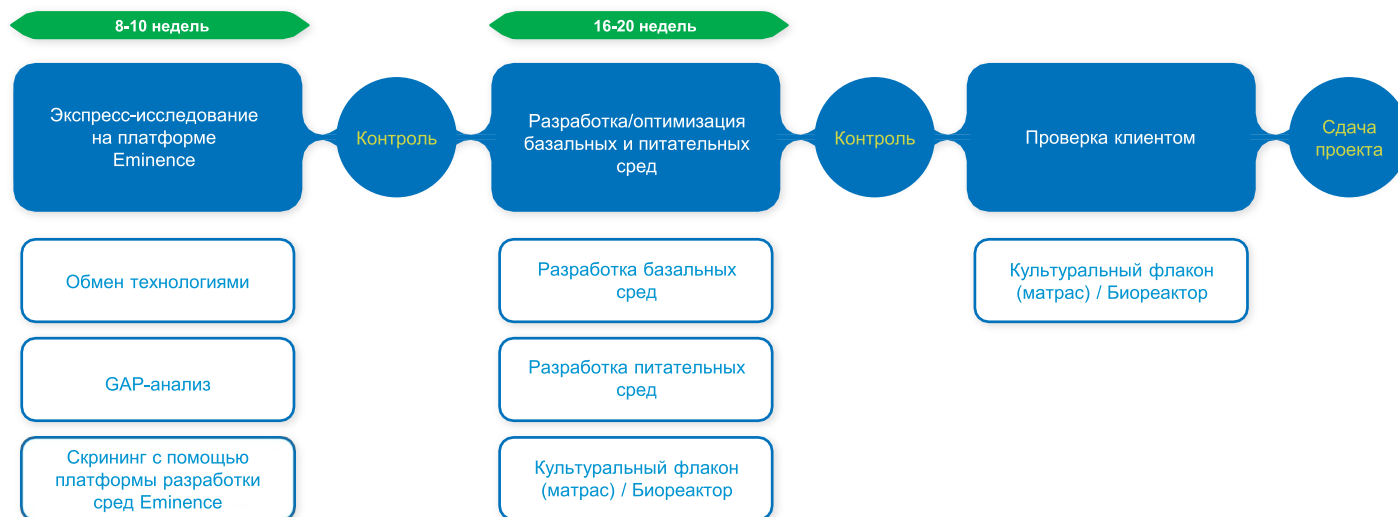 8-10 недель
16-20 недель
Экспресс-исследование
на платформе
Eminence
Контроль
Разработка/оптимизация
базальных и питательных
сред
Контроль
Проверка клиентом
Сдача
проекта
Обмен технологиями
Разработка базальных
сред
Культуральный флакон
(матрас) / Биореактор
GAP-анализ
Разработка питательных
сред
Скрининг с помощью
платформы разработки
сред Eminence
Культуральный флакон
(матрас) / Биореактор